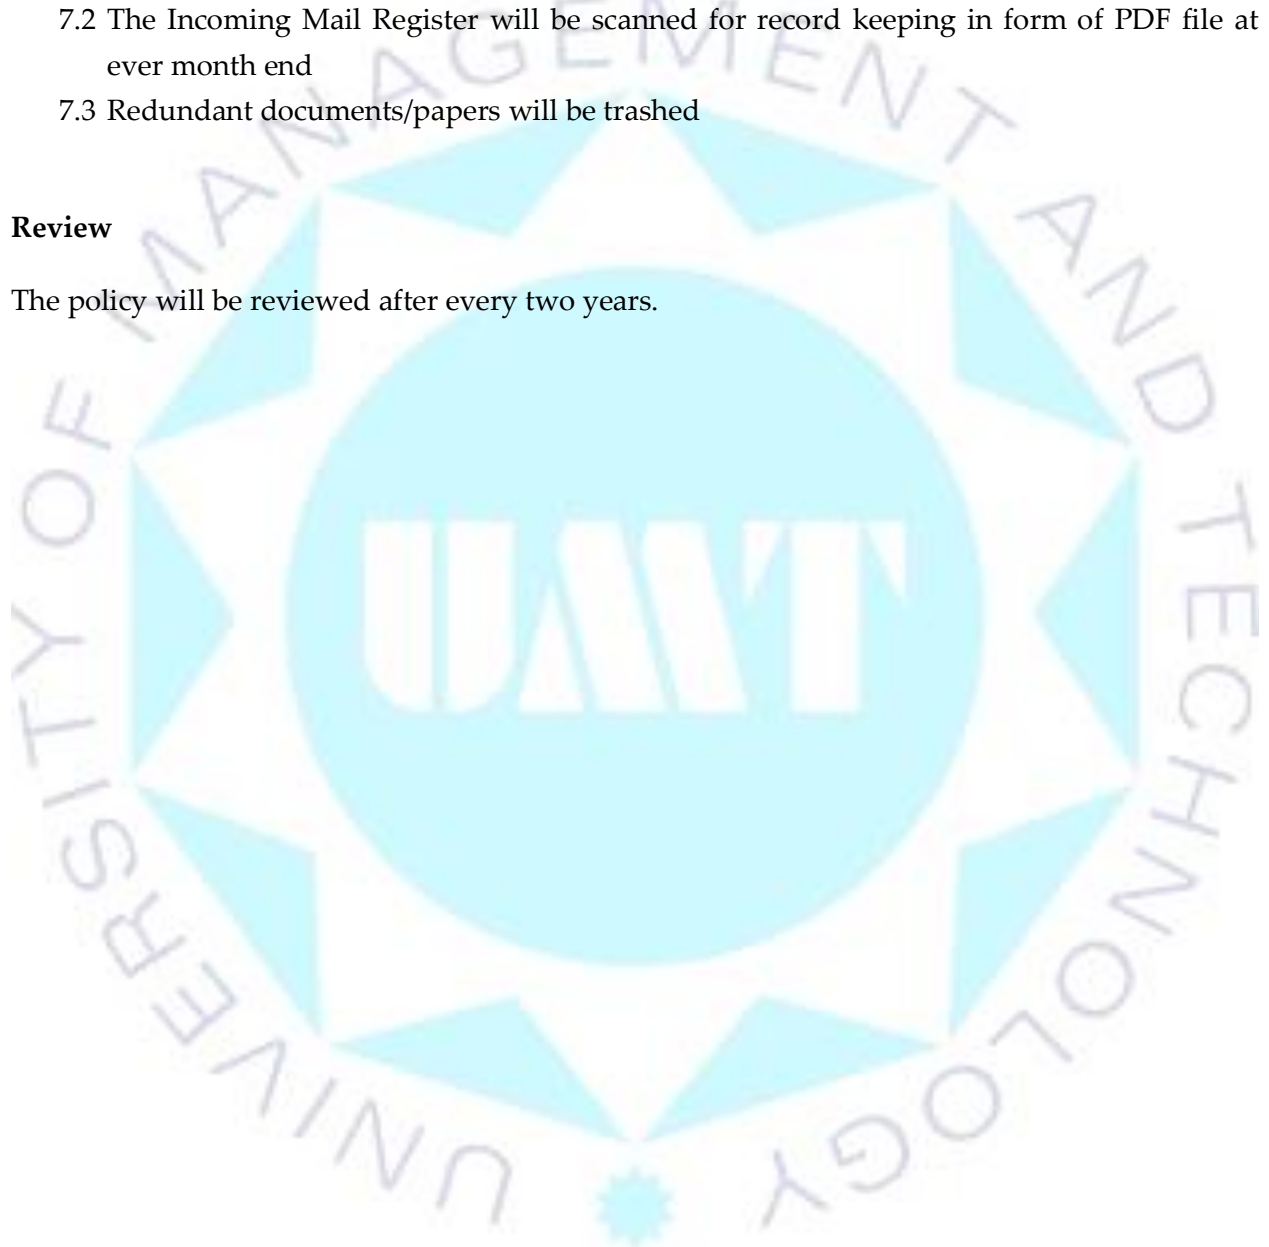 7.2 The Incoming Mail Register will be scanned for record keeping in form of PDF file at
ever month end
7.3 Redundant documents/papers will be trashed
Review
The policy will be reviewed after every two years.
UNIVERSITY OF MANAGEMENT AND TECHNOLOGY
UMT